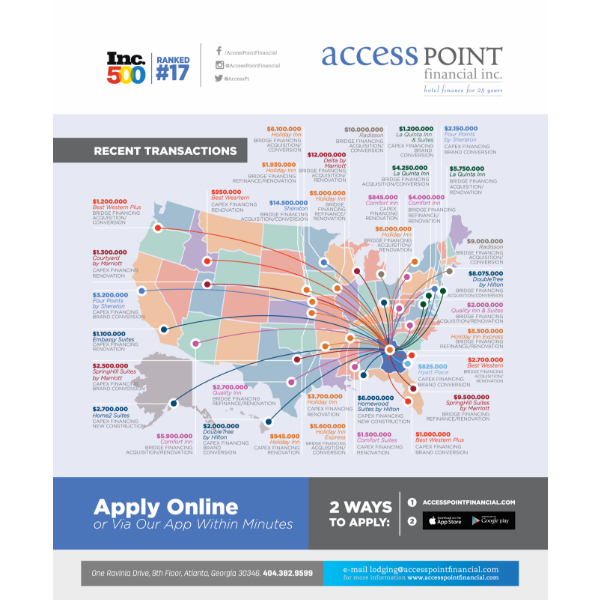 Inc.
500
RANKED
#17
/AccessPointFinancial
@AccessPointFinancial
@AccessPt
access POINT
financial inc.
hotel finance for 25 years
RECENT TRANSACTIONS
$6,100,000
Holiday Inn
BRIDGE FINANCING
ACQUISITION/
CONVERSION
$10,000,000
Radisson
BRIDGE FINANCING
ACQUISITION/
CONVERSION
$1,200,000
La Quinta Inn
& Suites
CAPEX FINANCING
BRAND
CONVERSION
$2,150,000
Four Points
by Sheraton
CAPEX FINANCING
BRAND CONVERSION
$1,930,000
Holiday Inn
BRIDGE FINANCING
REFINANCE/RENOVATION
$12,000,000
Delta by
Marriott
BRIDGE FINANCING
ACQUISITION/
RENOVATION
$4,250,000
La Quinta Inn
BRIDGE FINANCING
ACQUISITION/CONVERSION
$5,750,000
La Quinta Inn
BRIDGE FINANCING
ACQUISITION/
RENOVATION
$950,000
Best Western
CAPEX FINANCING
RENOVATION
$14,500,000
Sheraton
BRIDGE FINANCING
ACQUISITION/CONVERSION
$5,000,000
Holiday Inn
BRIDGE FINANCING
REFINANCE/
RENOVATION
$845,000
Comfort Inn
CAPEX
FINANCING
RENOVATION
$4,000,000
Comfort Inn
BRIDGE FINANCING
REFINANCE/
RENOVATION
$1,200,000
Best Western Plus
BRIDGE FINANCING
ACQUISITION/
CONVERSION
$6,000,000
Holiday Inn
BRIDGE FINANCING
ACQUISITION/
RENOVATION
$9,000,000
Radisson
BRIDGE FINANCING
ACQUISITION/
CONVERSION
$1,300,000
Courtyard
by Marriott
CAPEX FINANCING
RENOVATION
$8,075,000
DoubleTree
by Hilton
BRIDGE FINANCING
ACQUISITION/CONVERSION
$3,200,000
Four Points
by Sheraton
CAPEX FINANCING
BRAND CONVERSION
$2,000,000
Quality Inn & Suites
BRIDGE FINANCING
ACQUISITION/RENOVATION
$1,100,000
Embassy Suites
CAPEX FINANCING
RENOVATION
$3,500,000
Holiday Inn Express
BRIDGE FINANCING
REFINANCE/RENOVATION
$2,500,000
SpringHill Suites
by Marriott
CAPEX FINANCING
BRAND CONVERSION
$825,000
Hyatt Place
CAPEX FINANCING
BRAND CONVERSION
$2,700,000
Best Western
BRIDGE FINANCING
ACQUISITION/
RENOVATION
$2,700,000
Home2 Suites
CAPEX FINANCING
NEW CONSTRUCTION
$2,700,000
Quality Inn
BRIDGE FINANCING
REFINANCE/RENOVATION
$3,700,000
Holiday Inn
CAPEX FINANCING
RENOVATION
$6,000,000
Homewood
Suites by Hilton
CAPEX FINANCING
NEW CONSTRUCTION
$9,500,000
SpringHill Suites
by Marriott
BRIDGE FINANCING
REFINANCE/RENOVATION
$5,900,000
Comfort Inn
BRIDGE FINANCING
ACQUISITION/RENOVATION
$2,000,000
DoubleTree
by Hilton
CAPEX FINANCING
BRAND
CONVERSION
$945,000
Holiday Inn
CAPEX FINANCING
RENOVATION
$5,600,000
Holiday Inn
Express
BRIDGE FINANCING
ACQUISITION/
RENOVATION
$1,500,000
Comfort Suites
CAPEX FINANCING
RENOVATION
$1,000,000
Best Western Plus
CAPEX FINANCING
BRAND CONVERSION
Apply Online
or Via Our App Within Minutes
2 WAYS
TO APPLY:
1 ACCESSPOINTFINANCIAL.COM
2 App Store Google play
One Ravinia Drive, 9th Floor, Atlanta, Georgia 30346 404.382.9599
e-mail lodging@accesspointfinancial.com
for more information www.accesspointfinancial.com